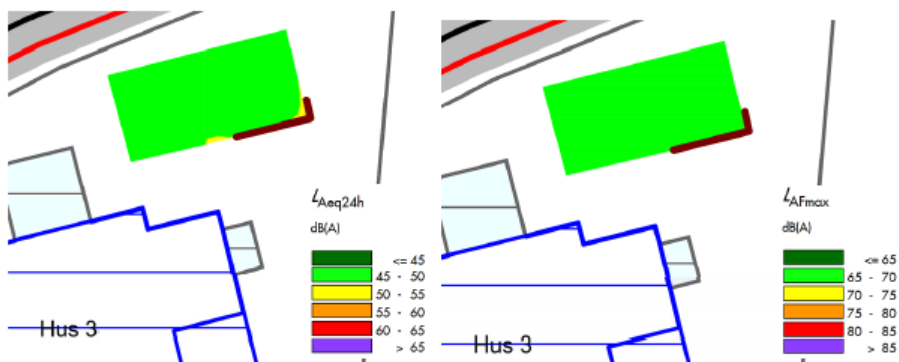 LAeq24h
dB(A)
<= 45
45 - 50
50 - 55
55 - 60
60 - 65
> 65
Hus 3
LAFmax
dB(A)
<= 65
65 - 70
70 - 75
75 - 80
80 - 85
> 85
Hus 3